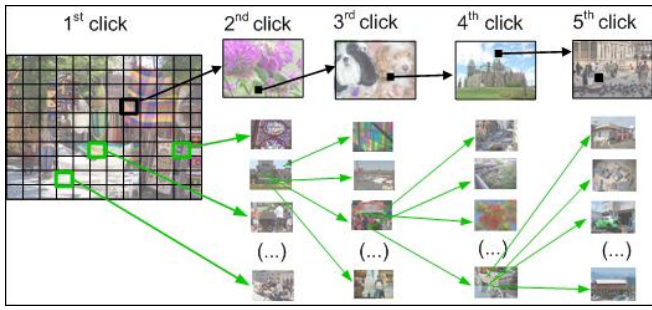 1st click
2nd click
3rd click
4th click
5th click
(...)
(...)
(...)
(...)